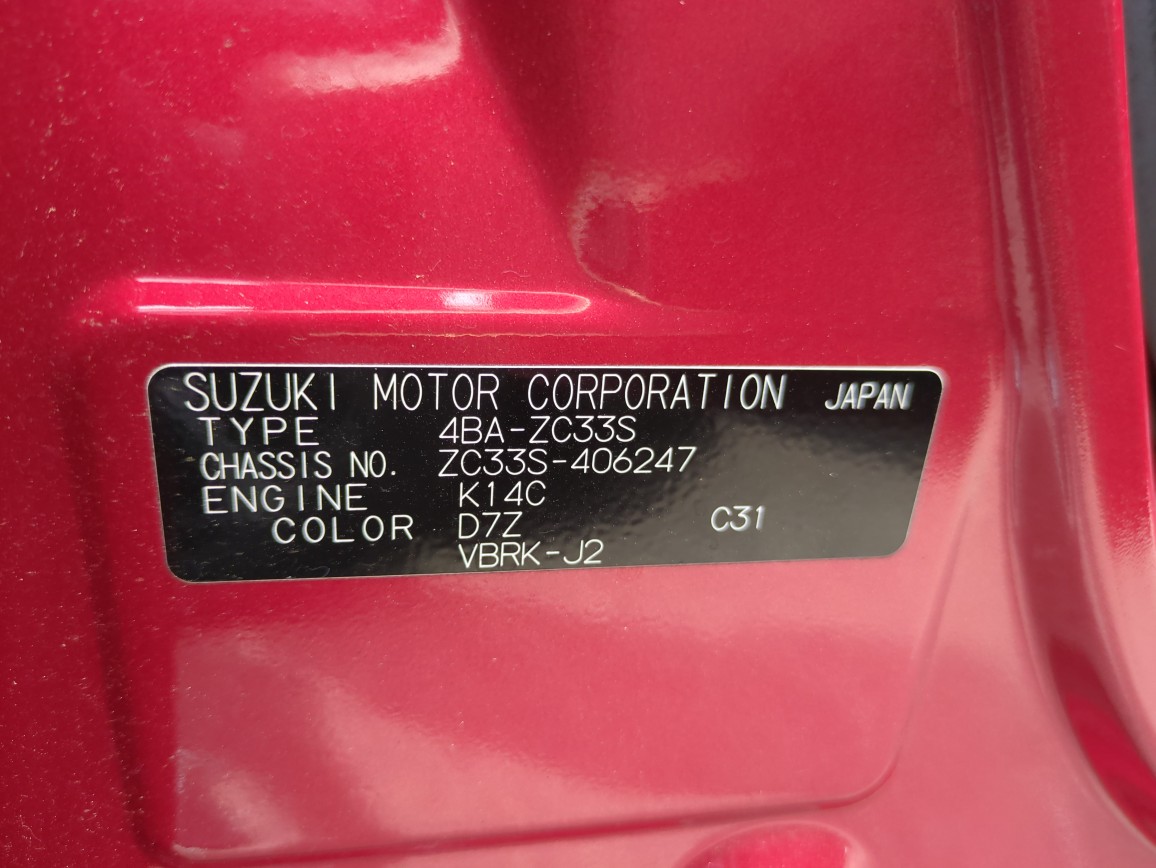 SUZUKI MOTOR CORPORATION JAPAN
TYPE 4BA-ZC33S
CHASSIS NO. ZC33S-406247
ENGINE K14C
COLOR D7Z C31
VBRK-J2